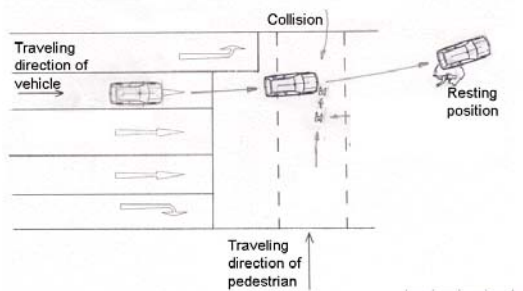 Collision
Traveling
direction of
vehicle
Resting
position
Traveling
direction of
pedestrian